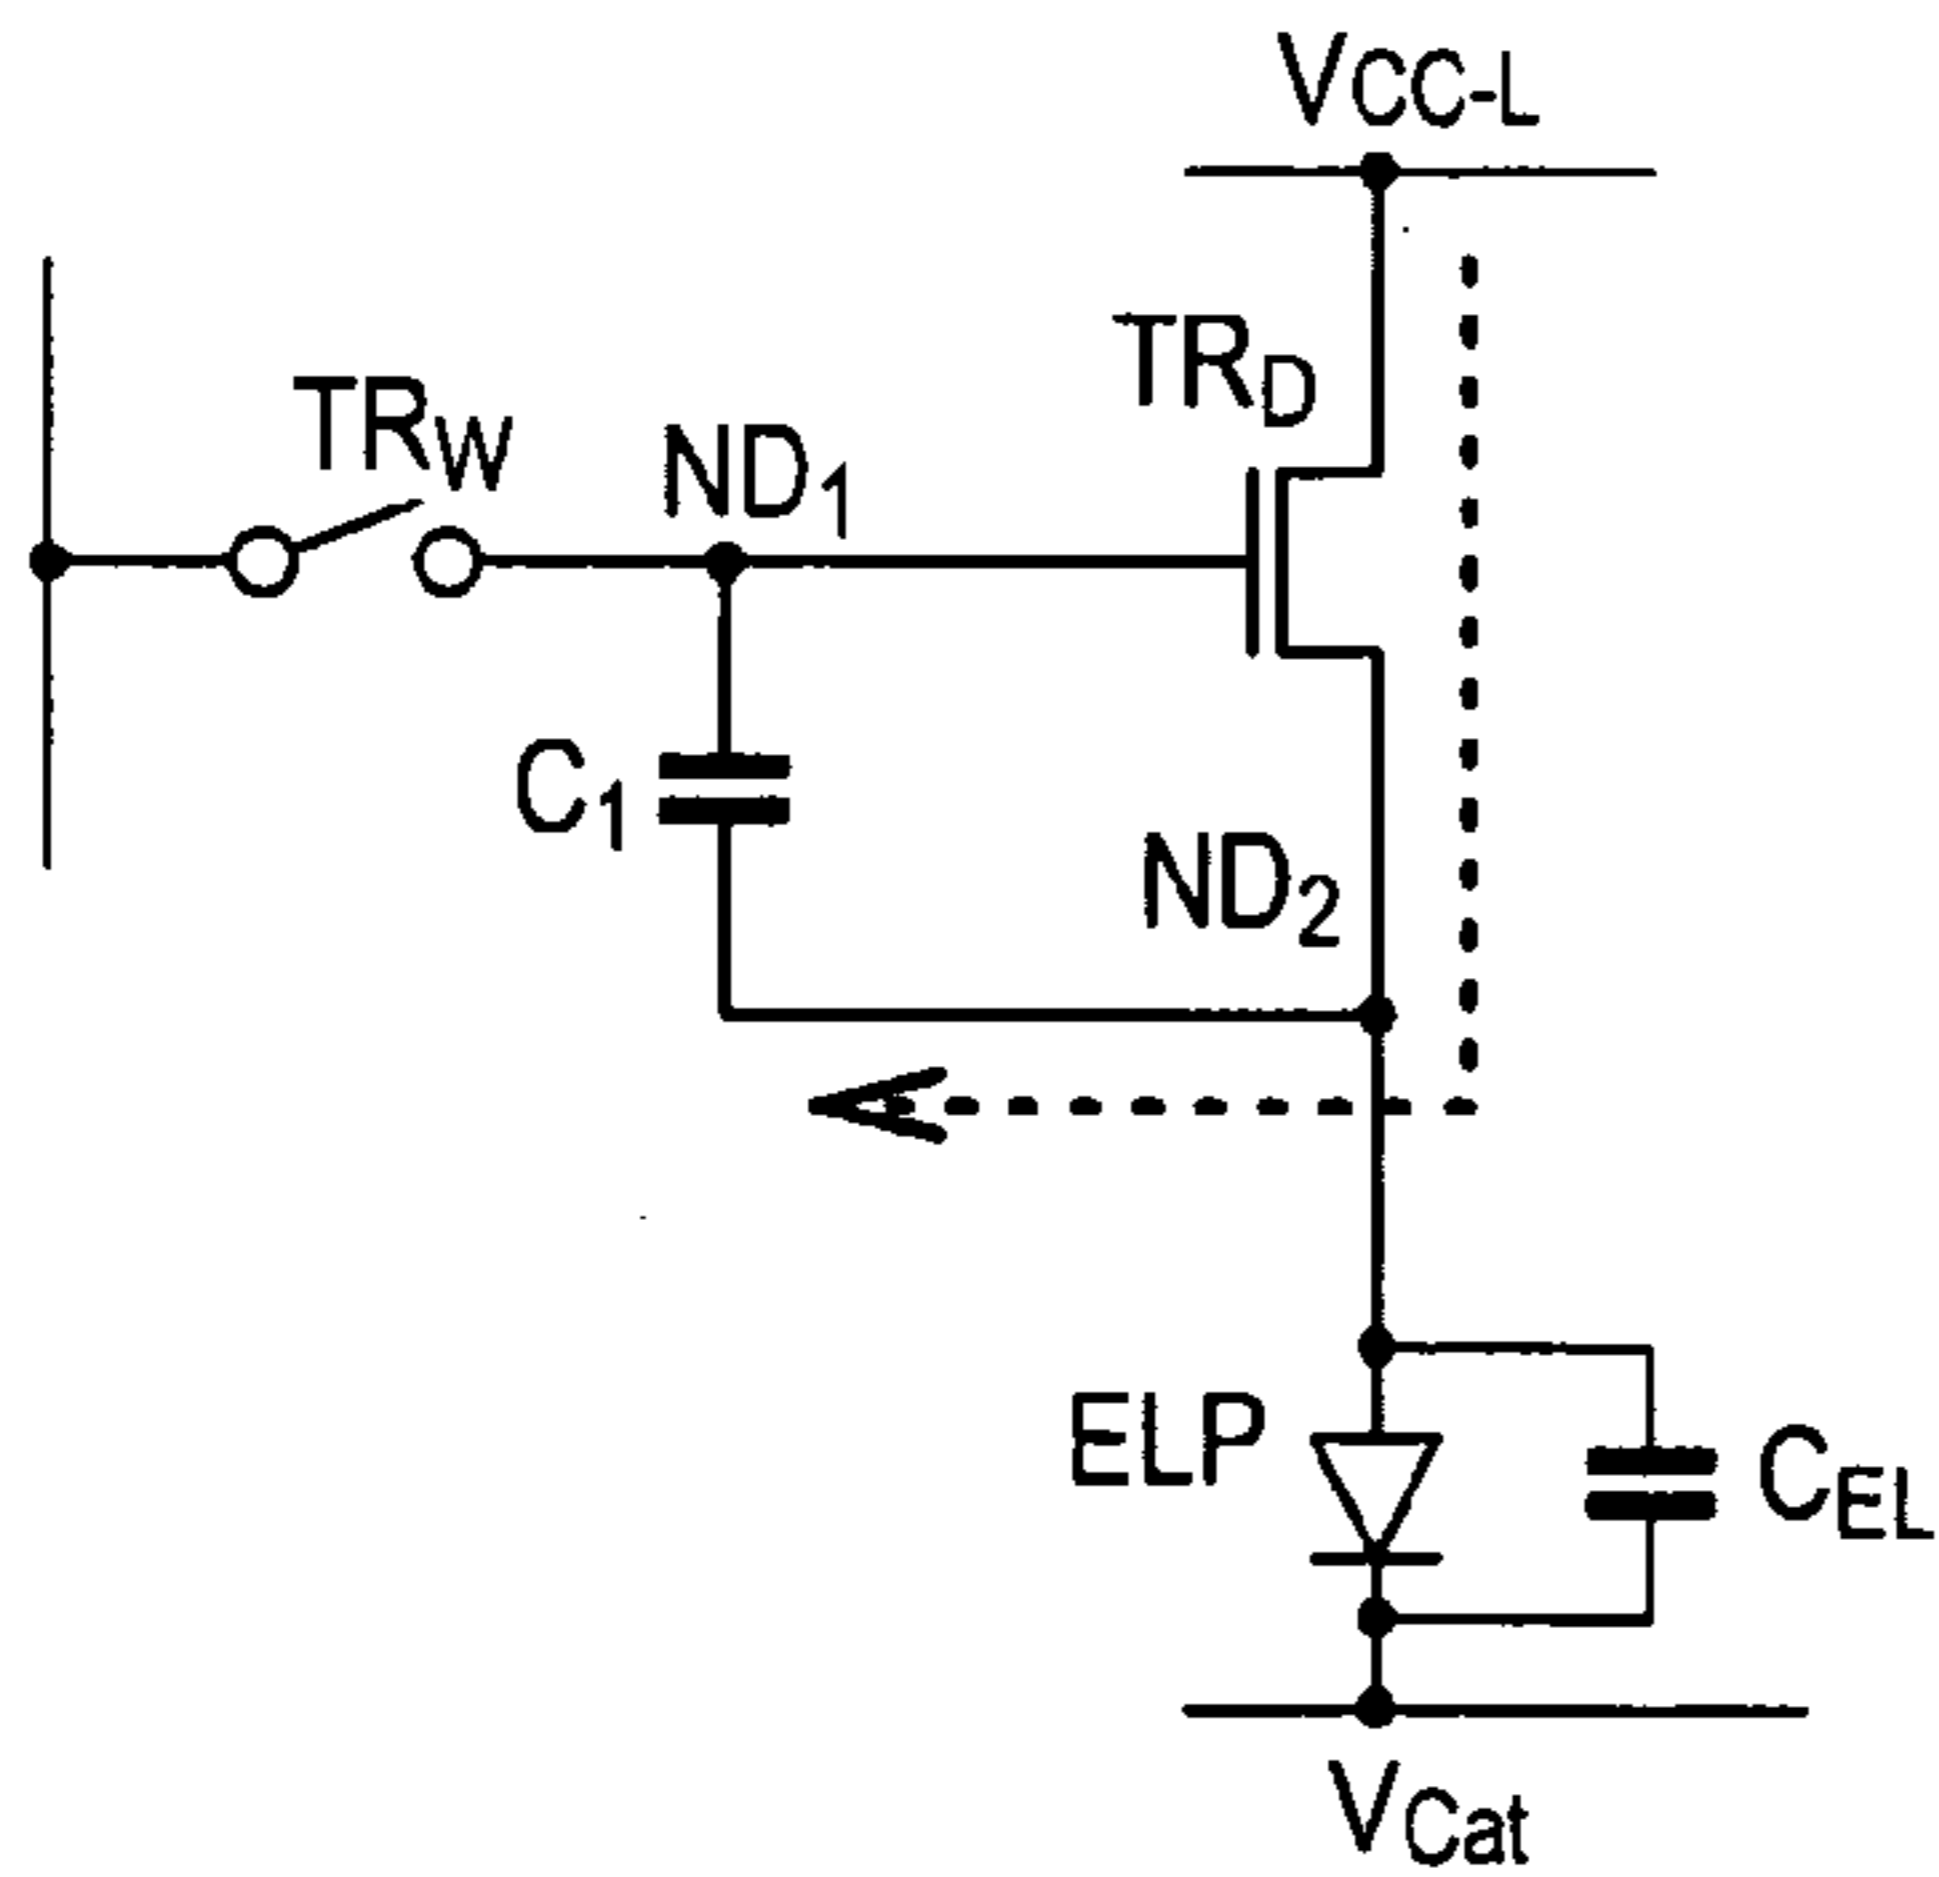 VCC-L
TRD
TRW
ND1
C1
ND2
ELP
CEL
VCat